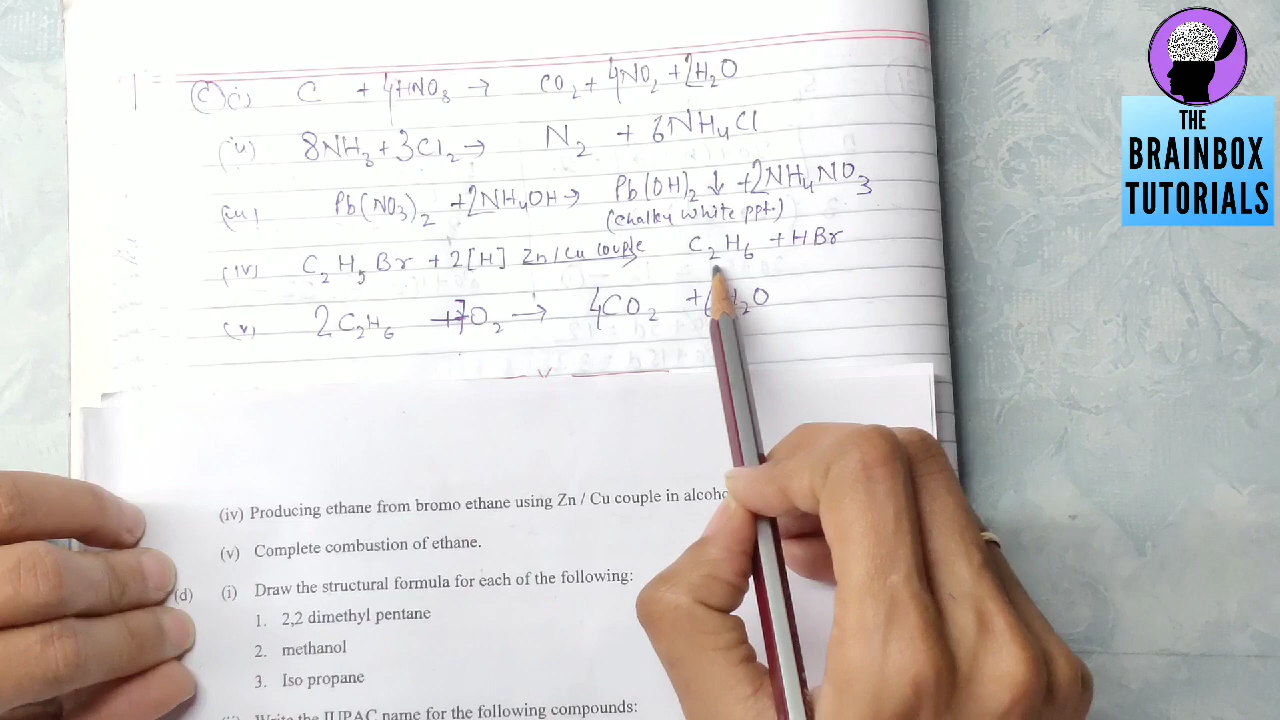 1 =
(c) (i) C + 4HNO3 → CO2 + 4NO2 + 2H2O
(ii) 8NH3 + 3Cl2 → N2 + 6NH4Cl
(iii) Pb(NO3)2 + 2NH4OH → Pb(OH)2 ↓ + 2NH4NO3
(chalky white ppt.)
(iv) C2H5Br + 2[H] Zn/Cu couple C2H6 + HBr
(v) 2C2H6 + 7O2 → 4CO2 + H2O
(iv) Producing ethane from bromo ethane using Zn / Cu couple in
(v) Complete combustion of ethane.
(d) (i) Draw the structural formula for each of the following:
1. 2,2 dimethyl pentane
2. methanol
3. Iso propane
Write the IUPAC name for the following compounds:
THE
BRAINBOX
TUTORIALS